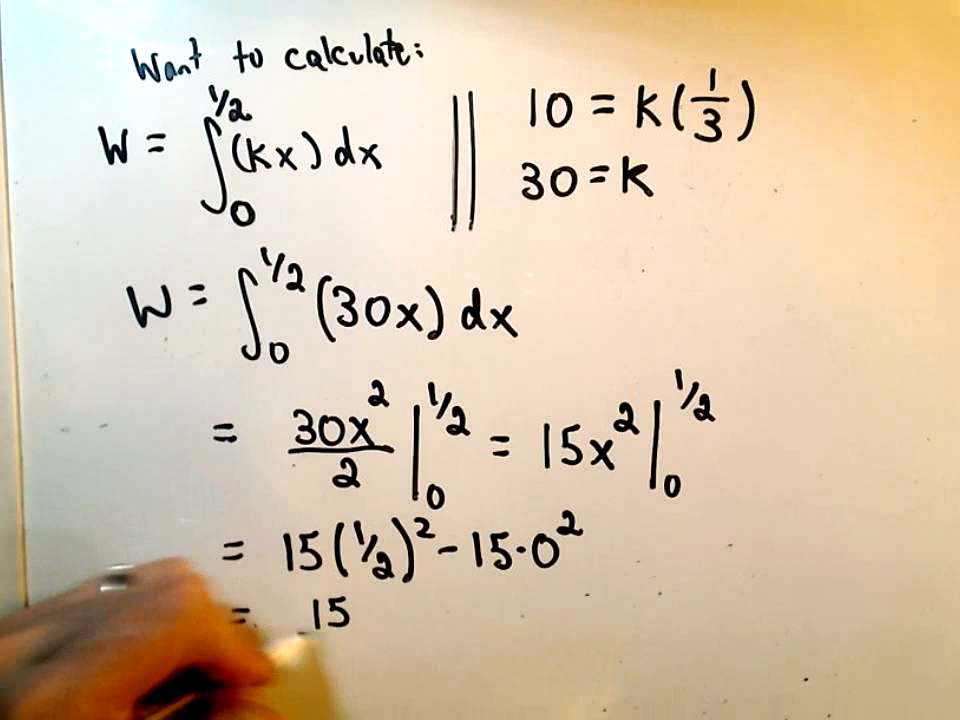 Want to calculate:
W = ∫₀^½ (kx) dx
10 = K(1/3)
30 = K
W = ∫₀^½ (30x) dx
= 30x²/2 |₀^½ = 15x² |₀^½
= 15(½)² - 15·0²
= 15